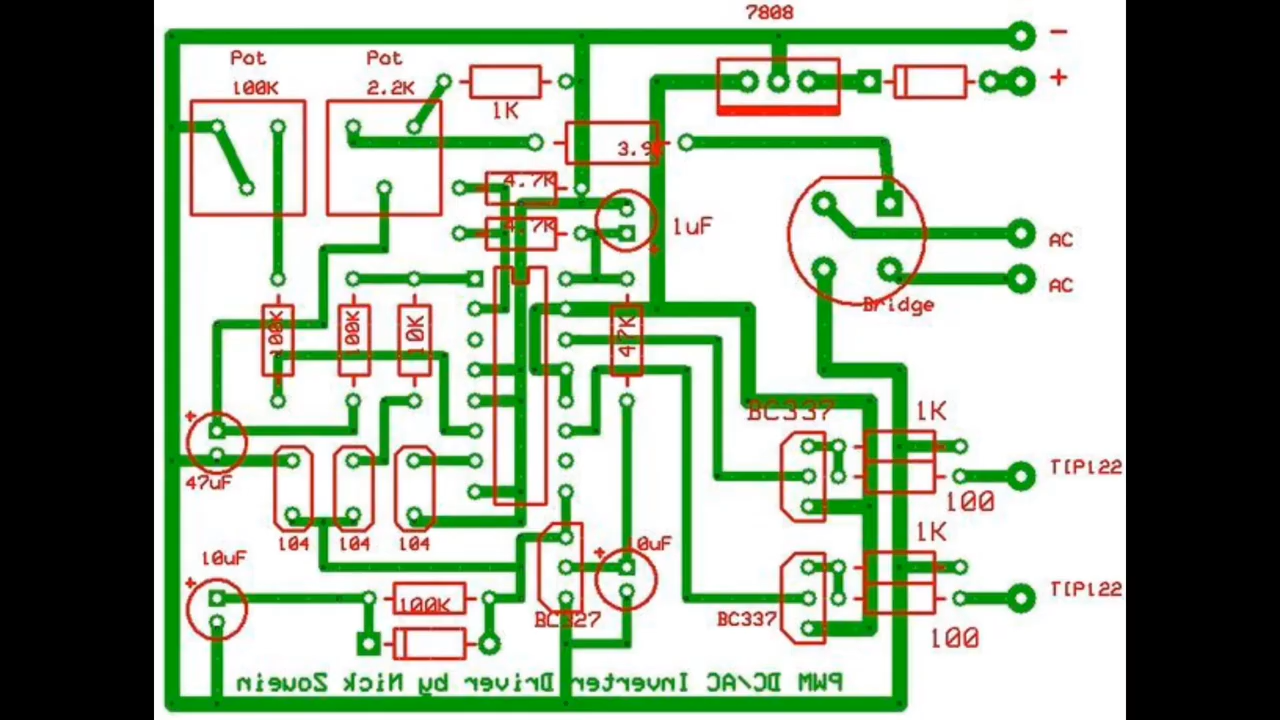 7808
−
Pot
Pot
+
100K
2.2K
1K
3.9
4.7K
4.7K
1uF
AC
AC
Bridge
100K
100K
10K
47K
+
BC337
1K
TIP122
47uF
100
104
104
104
1K
10uF
+
0uF
+
TIP122
100K
BC327
BC337
100
PWM DC/AC Inverter Driver by Nick Zouein